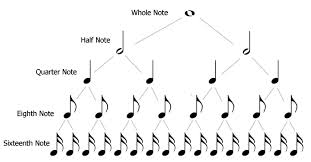 Whole Note
Half Note
Quarter Note
Eighth Note
Sixteenth Note